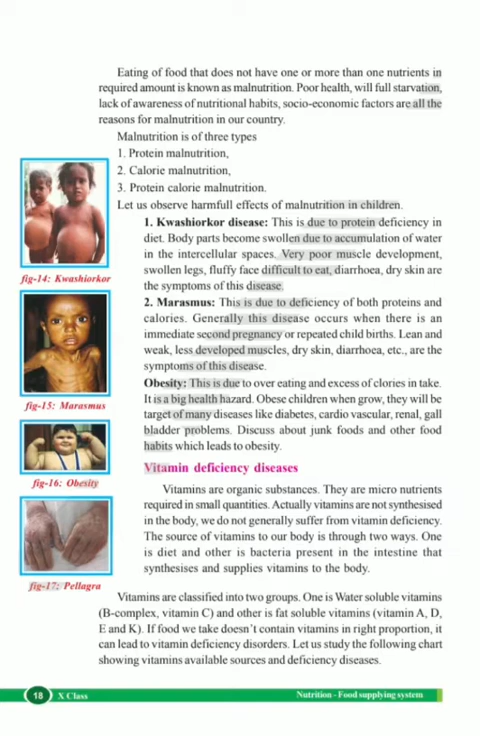 Eating of food that does not have one or more than one nutrients in
required amount is known as malnutrition. Poor health, will full starvation,
lack of awareness of nutritional habits, socio-economic factors are all the
reasons for malnutrition in our country.
Malnutrition is of three types
1. Protein malnutrition,
2. Calorie malnutrition,
3. Protein calorie malnutrition.
Let us observe harmfull effects of malnutrition in children.
1. Kwashiorkor disease: This is due to protein deficiency in
diet. Body parts become swollen due to accumulation of water
in the intercellular spaces. Very poor muscle development,
swollen legs, fluffy face difficult to eat, diarrhoea, dry skin are
the symptoms of this disease.
fig-14: Kwashiorkor
2. Marasmus: This is due to deficiency of both proteins and
calories. Generally this disease occurs when there is an
immediate second pregnancy or repeated child births. Lean and
weak, less developed muscles, dry skin, diarrhoea, etc., are the
symptoms of this disease.
fig-15: Marasmus
Obesity: This is due to over eating and excess of clories in take.
It is a big health hazard. Obese children when grow, they will be
target of many diseases like diabetes, cardio vascular, renal, gall
bladder problems. Discuss about junk foods and other food
habits which leads to obesity.
fig-16: Obesity
Vitamin deficiency diseases
Vitamins are organic substances. They are micro nutrients
required in small quantities. Actually vitamins are not synthesised
in the body, we do not generally suffer from vitamin deficiency.
The source of vitamins to our body is through two ways. One
is diet and other is bacteria present in the intestine that
synthesises and supplies vitamins to the body.
fig-17: Pellagra
Vitamins are classified into two groups. One is Water soluble vitamins
(B-complex, vitamin C) and other is fat soluble vitamins (vitamin A, D,
E and K). If food we take doesn't contain vitamins in right proportion, it
can lead to vitamin deficiency disorders. Let us study the following chart
showing vitamins available sources and deficiency diseases.
18 X Class
Nutrition - Food supplying system